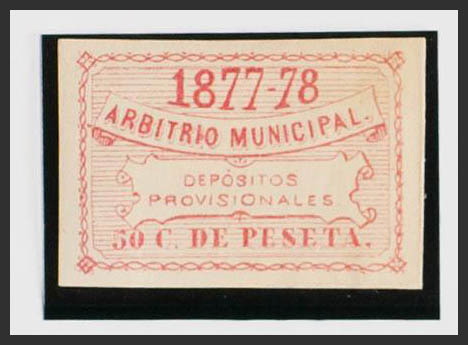 1877-78
ARBITRIO MUNICIPAL.
DEPÓSITOS
PROVISIONALES
50 C. DE PESETA.